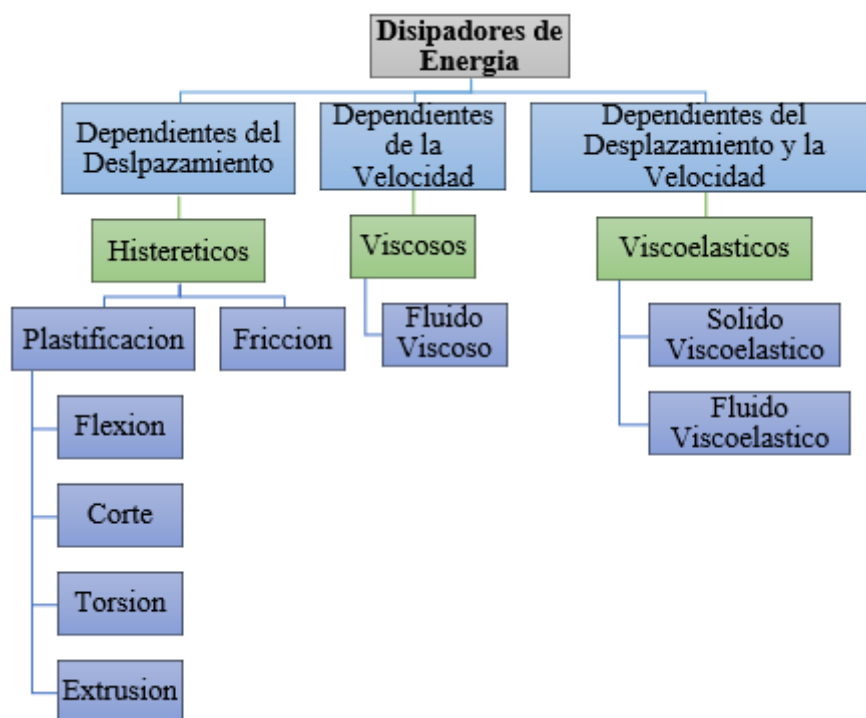 Disipadores de
Energia
Dependientes del
Deslpazamiento
Dependientes
de la
Velocidad
Dependientes del
Desplazamiento y la
Velocidad
Histereticos
Viscosos
Viscoelasticos
Plastificacion
Friccion
Fluido
Viscoso
Solido
Viscoelastico
Fluido
Viscoelastico
Flexion
Corte
Torsion
Extrusion